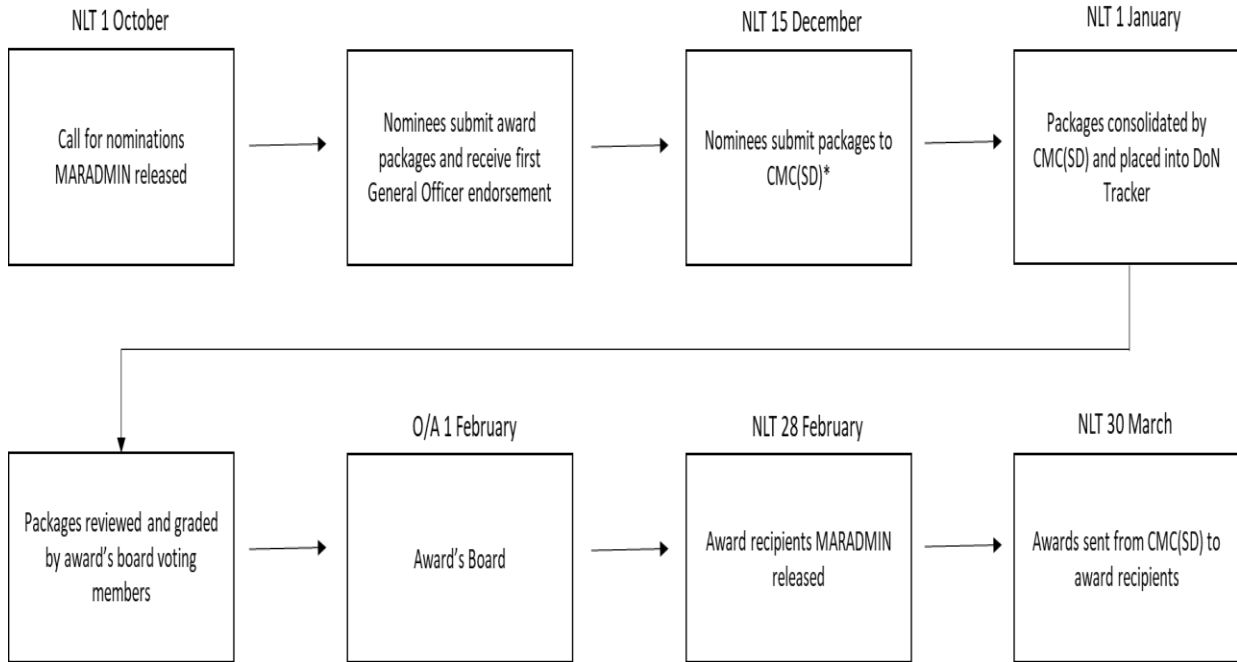 NLT 1 October
NLT 15 December
NLT 1 January
Call for nominations
MARADMIN released
Nominees submit award
packages and receive first
General Officer endorsement
Nominees submit packages to
CMC(SD)*
Packages consolidated by
CMC(SD) and placed into DoN
Tracker
O/A 1 February
NLT 28 February
NLT 30 March
Packages reviewed and graded
by award's board voting
members
Award's Board
Award recipients MARADMIN
released
Awards sent from CMC(SD) to
award recipients